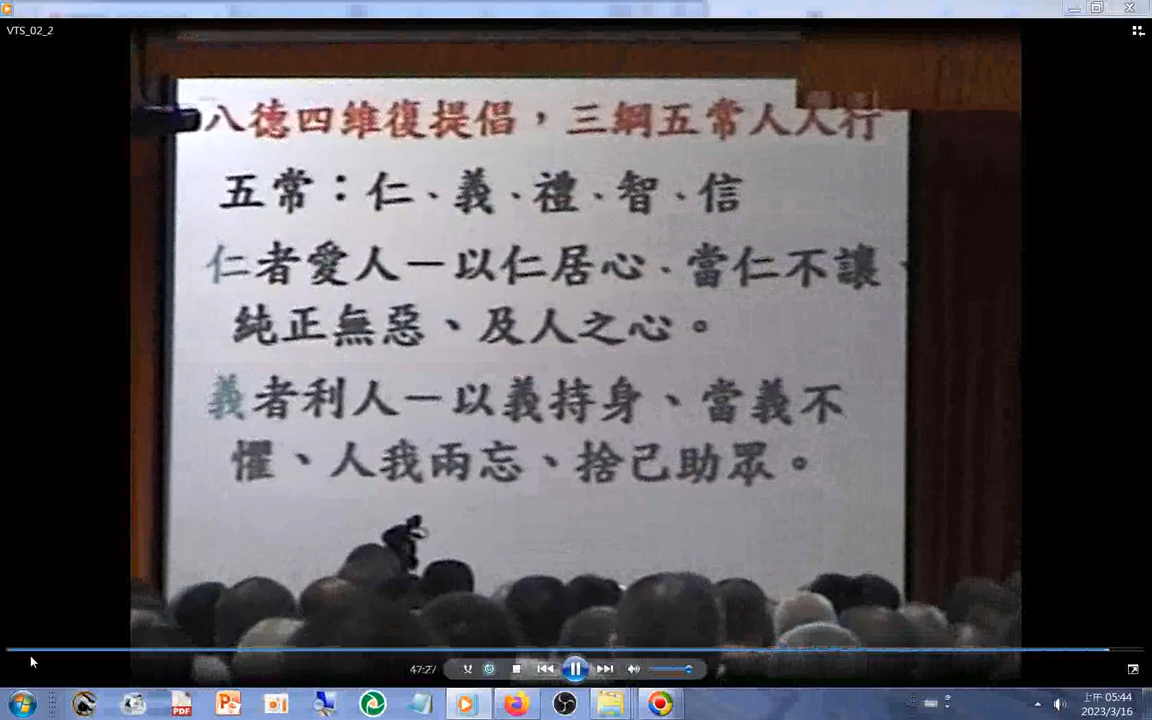 VTS_02_2
八德四維復提倡，三綱五常人人行
五常：仁、義、禮、智、信
仁者愛人－以仁居心、當仁不讓、
純正無惡、及人之心。
義者利人－以義持身、當義不
懼、人我兩忘、捨己助眾。
47:27
PDF
上午 05:44
2023/3/16